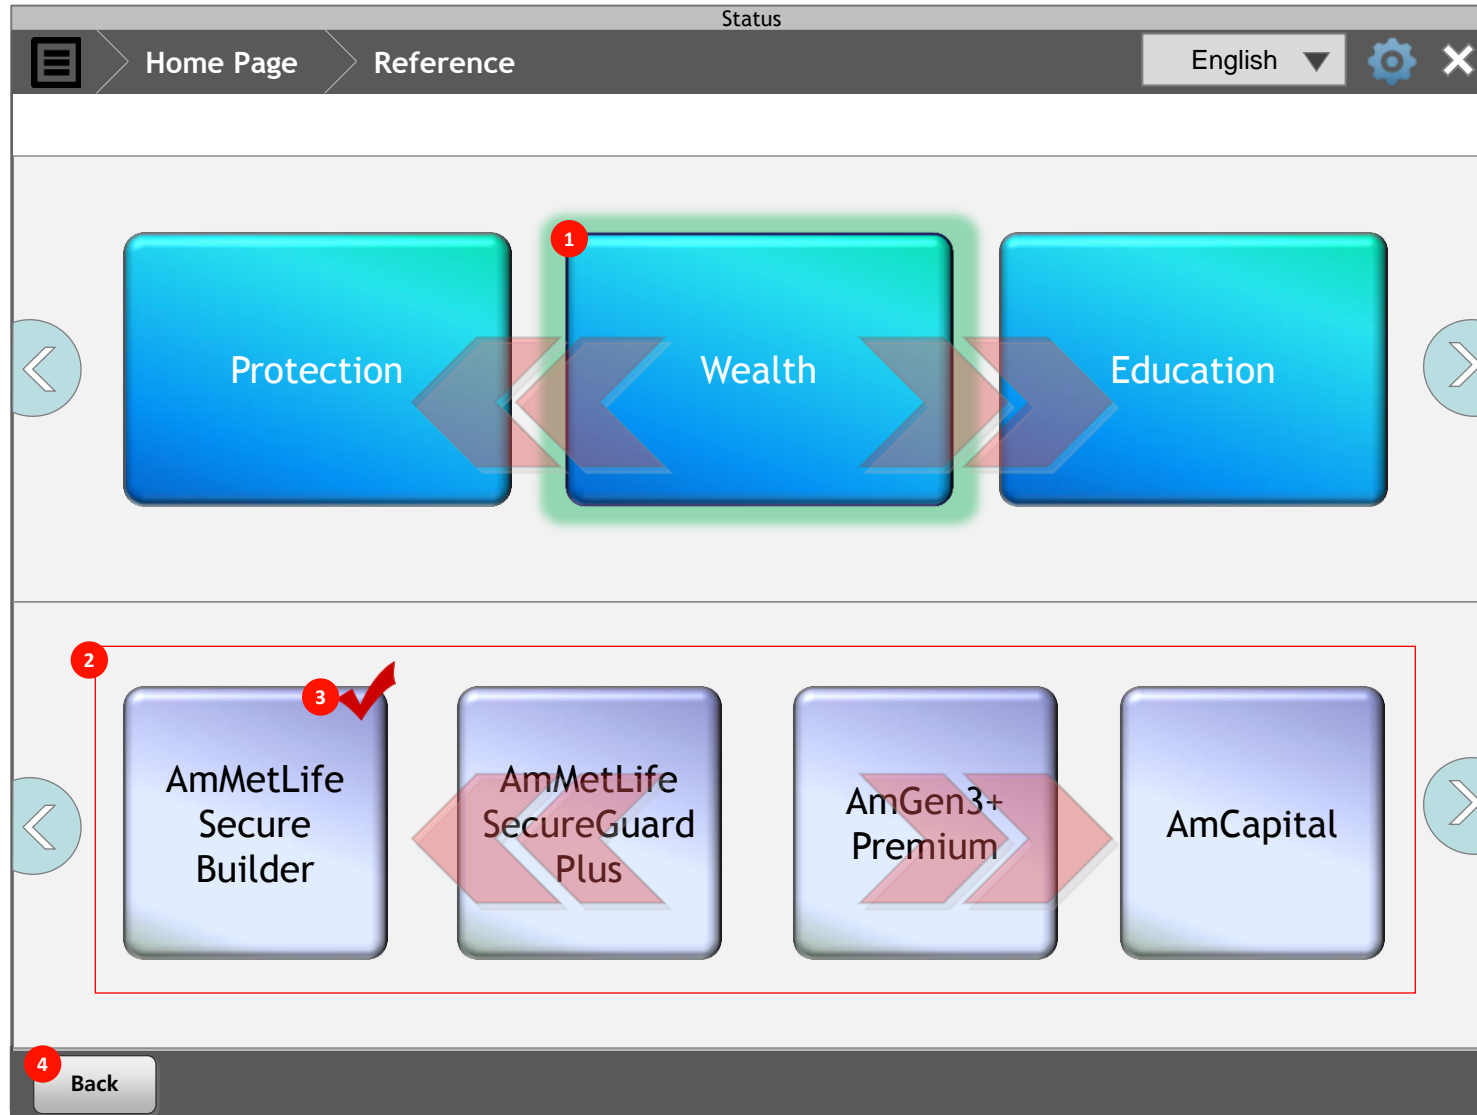 Status
Home Page
Reference
English
1
Protection
Wealth
Education
2
3
AmMetLife
Secure
Builder
AmMetLife
SecureGuard
Plus
AmGen3+
Premium
AmCapital
4
Back